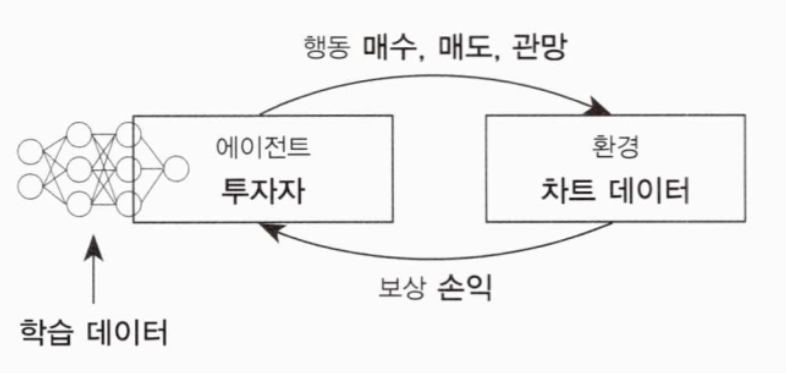 행동 매수, 매도, 관망
에이전트
투자자
환경
차트 데이터
보상 손익
학습 데이터